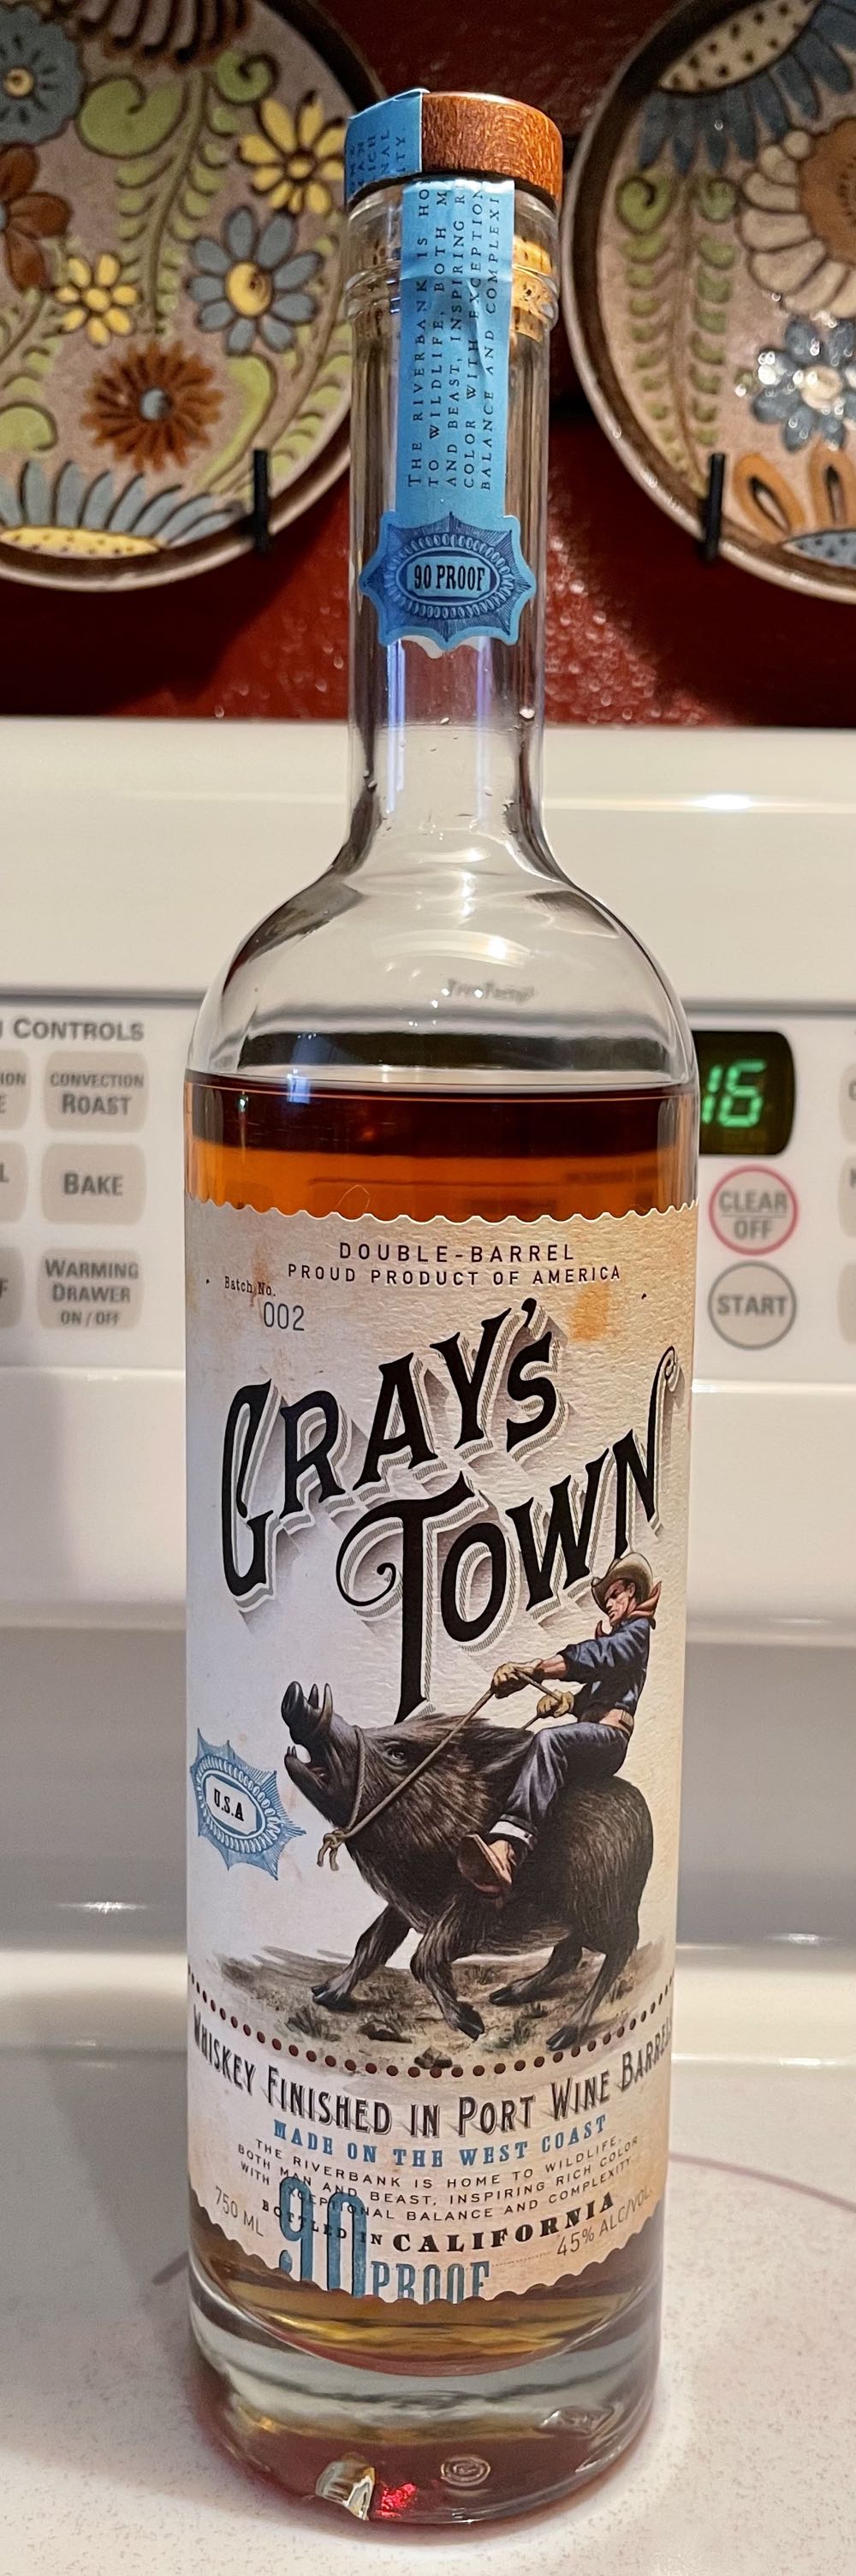 THE RIVERBANK IS HO
TO WILDLIFE, BOTH M
AND BEAST, INSPIRING R
COLOR WITH EXCEPTION
BALANCE AND COMPLEXI
90 PROOF
CONTROLS
CONVECTION
ROAST
BAKE
WARMING
DRAWER
ON/OFF
16
CLEAR
OFF
START
DOUBLE-BARREL
PROUD PRODUCT OF AMERICA
Batch No.
002
GRAY'S
TOWN
U.S.A
WHISKEY FINISHED IN PORT WINE BARRELS
MADE ON THE WEST COAST
THE RIVERBANK IS HOME TO WILDLIFE,
BOTH MAN AND BEAST, INSPIRING RICH COLOR
WITH EXCEPTIONAL BALANCE AND COMPLEXITY
BOTTLED IN CALIFORNIA
750 ML
90 PROOF
45% ALC/VOL